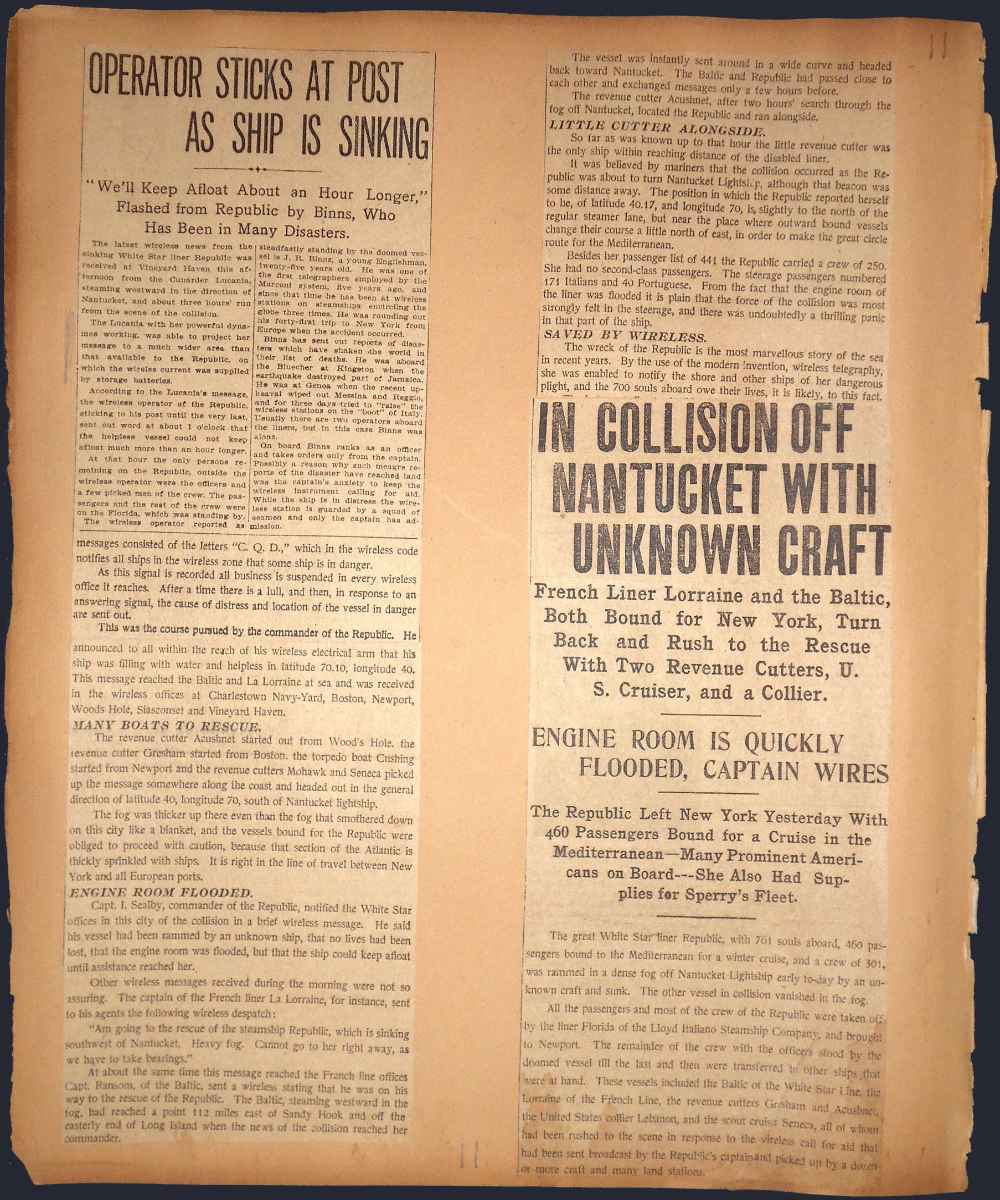 11
OPERATOR STICKS AT POST
AS SHIP IS SINKING
"We'll Keep Afloat About an Hour Longer,"
Flashed from Republic by Binns, Who
Has Been in Many Disasters.
The latest wireless news from the
sinking White Star liner Republic was
received at Vineyard Haven this af-
ternoon from the Cunarder Lucania,
steaming westward in the direction of
Nantucket, and about three hours' run
from the scene of the collision.
The Lucania with her powerful dyna-
mos working, was able to project her
message to a much wider area than
that available to the Republic, on
which the wireless current was supplied
by storage batteries.
According to the Lucania's message,
the wireless operator of the Republic,
sticking to his post until the very last,
sent out word at about 1 o'clock that
the helpless vessel could not keep
afloat much more than an hour longer.
At that hour the only persons re-
maining on the Republic, outside the
wireless operator were the officers and
a few picked men of the crew. The pas-
sengers and the rest of the crew were
on the Florida, which was standing by.
The wireless operator reported as
steadfastly standing by the doomed ves-
sel is J. R. Binns, a young Englishman,
twenty-five years old. He was one of
the first telegraphers employed by the
Marconi system, five years ago, and
since that time he has been at wireless
stations on steamships encircling the
globe three times. He was rounding out
his forty-first trip to New York from
Europe when the accident occurred.
Binns has sent out reports of disas-
ters which have shaken the world in
their list of deaths. He was aboard
the Bluecher at Kingston when the
earthquake destroyed part of Jamaica.
He was at Genoa when the recent up-
heaval wiped out Messina and Reggio,
and for three days tried to "raise" the
wireless stations on the "boot" of Italy.
Usually there are two operators aboard
the liners, but in this case Binns was
alone.
On board Binns ranks as an officer
and takes orders only from the captain.
Possibly a reason why such meagre re-
ports of the disaster have reached land
was the captain's anxiety to keep the
wireless instrument calling for aid.
While the ship is in distress the wire-
less station is guarded by a squad of
seamen and only the captain has ad-
mission.
messages consisted of the letters "C. Q. D.," which in the wireless code
notifies all ships in the wireless zone that some ship is in danger.
As this signal is recorded all business is suspended in every wireless
office it reaches. After a time there is a lull, and then, in response to an
answering signal, the cause of distress and location of the vessel in danger
are sent out.
This was the course pursued by the commander of the Republic. He
announced to all within the reach of his wireless electrical arm that his
ship was filling with water and helpless in latitude 70.10, longitude 40.
This message reached the Baltic and La Lorraine at sea and was received
in the wireless offices at Charlestown Navy-Yard, Boston, Newport,
Woods Hole, Siasconset and Vineyard Haven.
MANY BOATS TO RESCUE.
The revenue cutter Acushnet started out from Wood's Hole, the
revenue cutter Gresham started from Boston, the torpedo boat Cushing
started from Newport and the revenue cutters Mohawk and Seneca picked
up the message somewhere along the coast and headed out in the general
direction of latitude 40, longitude 70, south of Nantucket lightship.
The fog was thicker up there even than the fog that smothered down
on this city like a blanket, and the vessels bound for the Republic were
obliged to proceed with caution, because that section of the Atlantic is
thickly sprinkled with ships. It is right in the line of travel between New
York and all European ports.
ENGINE ROOM FLOODED.
Capt. I. Sealby, commander of the Republic, notified the White Star
offices in this city of the collision in a brief wireless message. He said
his vessel had been rammed by an unknown ship, that no lives had been
lost, that the engine room was flooded, but that the ship could keep afloat
until assistance reached her.
Other wireless messages received during the morning were not so
assuring. The captain of the French liner La Lorraine, for instance, sent
to his agents the following wireless despatch:
"Am going to the rescue of the steamship Republic, which is sinking
southwest of Nantucket. Heavy fog. Cannot go to her right away, as
we have to take bearings."
At about the same time this message reached the French line offices
Capt. Ransom, of the Baltic, sent a wireless stating that he was on his
way to the rescue of the Republic. The Baltic, steaming westward in the
fog, had reached a point 112 miles east of Sandy Hook and off the
easterly end of Long Island when the news of the collision reached her
commander.
The vessel was instantly sent around in a wide curve and headed
back toward Nantucket. The Baltic and Republic had passed close to
each other and exchanged messages only a few hours before.
The revenue cutter Acushnet, after two hours' search through the
fog off Nantucket, located the Republic and ran alongside.
LITTLE CUTTER ALONGSIDE.
So far as was known up to that hour the little revenue cutter was
the only ship within reaching distance of the disabled liner.
It was believed by mariners that the collision occurred as the Re-
public was about to turn Nantucket Lightship, although that beacon was
some distance away. The position in which the Republic reported herself
to be, of latitude 40.17, and longitude 70, is slightly to the north of the
regular steamer lane, but near the place where outward bound vessels
change their course a little north of east, in order to make the great circle
route for the Mediterranean.
Besides her passenger list of 441 the Republic carried a crew of 250.
She had no second-class passengers. The steerage passengers numbered
171 Italians and 40 Portuguese. From the fact that the engine room of
the liner was flooded it is plain that the force of the collision was most
strongly felt in the steerage, and there was undoubtedly a thrilling panic
in that part of the ship.
SAVED BY WIRELESS.
The wreck of the Republic is the most marvellous story of the sea
in recent years. By the use of the modern invention, wireless telegraphy,
she was enabled to notify the shore and other ships of her dangerous
plight, and the 700 souls aboard owe their lives, it is likely, to this fact.
IN COLLISION OFF
NANTUCKET WITH
UNKNOWN CRAFT
French Liner Lorraine and the Baltic,
Both Bound for New York, Turn
Back and Rush to the Rescue
With Two Revenue Cutters, U.
S. Cruiser, and a Collier.
ENGINE ROOM IS QUICKLY
FLOODED, CAPTAIN WIRES
The Republic Left New York Yesterday With
460 Passengers Bound for a Cruise in the
Mediterranean—Many Prominent Ameri-
cans on Board---She Also Had Sup-
plies for Sperry's Fleet.
The great White Star liner Republic, with 761 souls aboard, 460 pas-
sengers bound to the Mediterranean for a winter cruise, and a crew of 301,
was rammed in a dense fog off Nantucket Lightship early to-day by an un-
known craft and sunk. The other vessel in collision vanished in the fog.
All the passengers and most of the crew of the Republic were taken off
by the liner Florida of the Lloyd Italiano Steamship Company, and brought
to Newport. The remainder of the crew with the officers stood by the
doomed vessel till the last and then were transferred to other ships that
were at hand. These vessels included the Baltic of the White Star Line, the
Lorraine of the French Line, the revenue cutters Gresham and Acushnet,
the United States collier Lebanon, and the scout cruiser Seneca, all of whom
had been rushed to the scene in response to the wireless call for aid that
had been sent broadcast by the Republic's captain and picked up by a dozen
or more craft and many land stations.
11